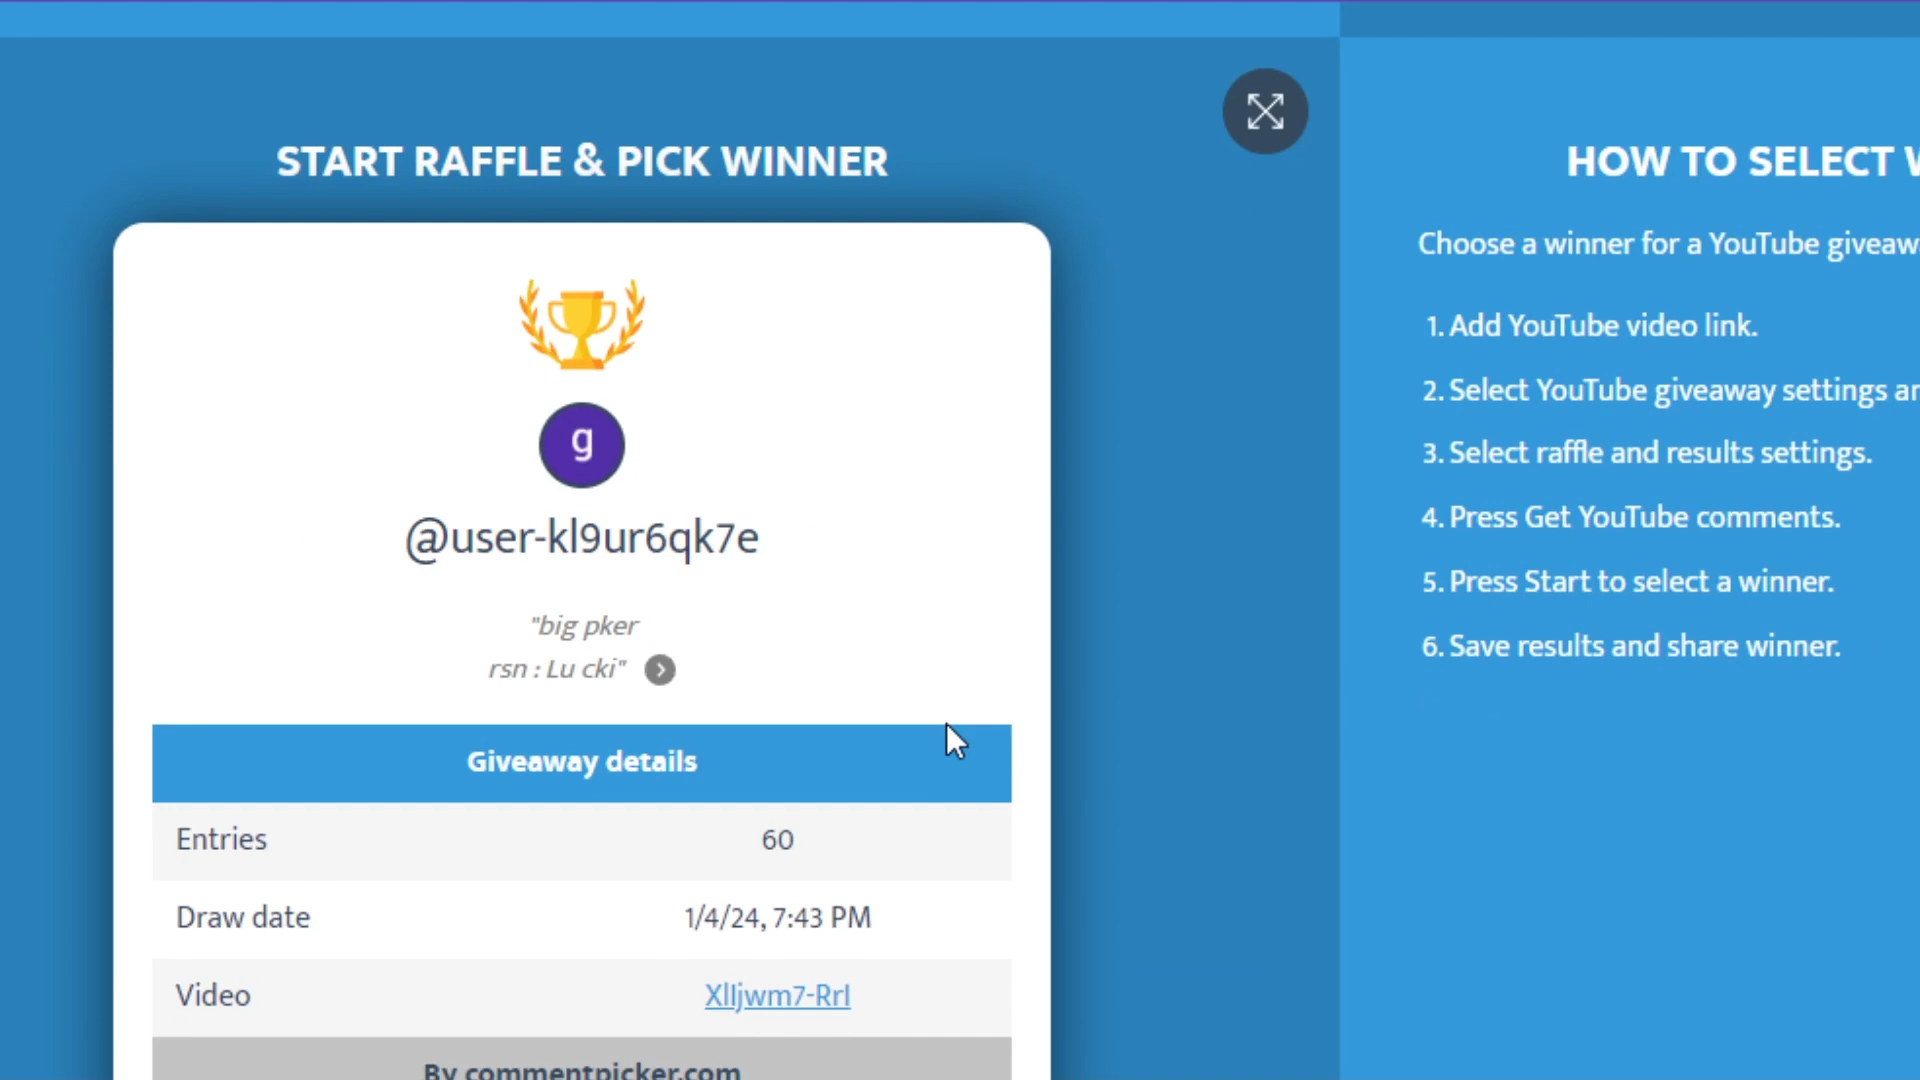 START RAFFLE & PICK WINNER
g
@user-kl9ur6qk7e
"big pker
rsn : Lu cki"
Giveaway details
Entries 60
Draw date 1/4/24, 7:43 PM
Video XlIjwm7-RrI
By commentpicker.com
HOW TO SELECT
Choose a winner for a YouTube
1. Add YouTube video link.
2. Select YouTube giveaway settings
3. Select raffle and results settings.
4. Press Get YouTube comments.
5. Press Start to select a winner.
6. Save results and share winner.